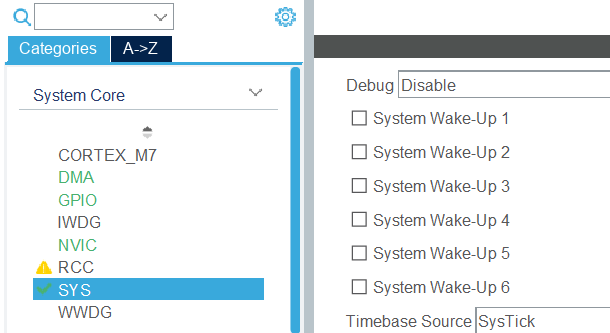 Categories
A->Z
System Core
CORTEX_M7
DMA
GPIO
IWDG
NVIC
RCC
SYS
WWDG
Debug Disable
System Wake-Up 1
System Wake-Up 2
System Wake-Up 3
System Wake-Up 4
System Wake-Up 5
System Wake-Up 6
Timebase Source SysTick